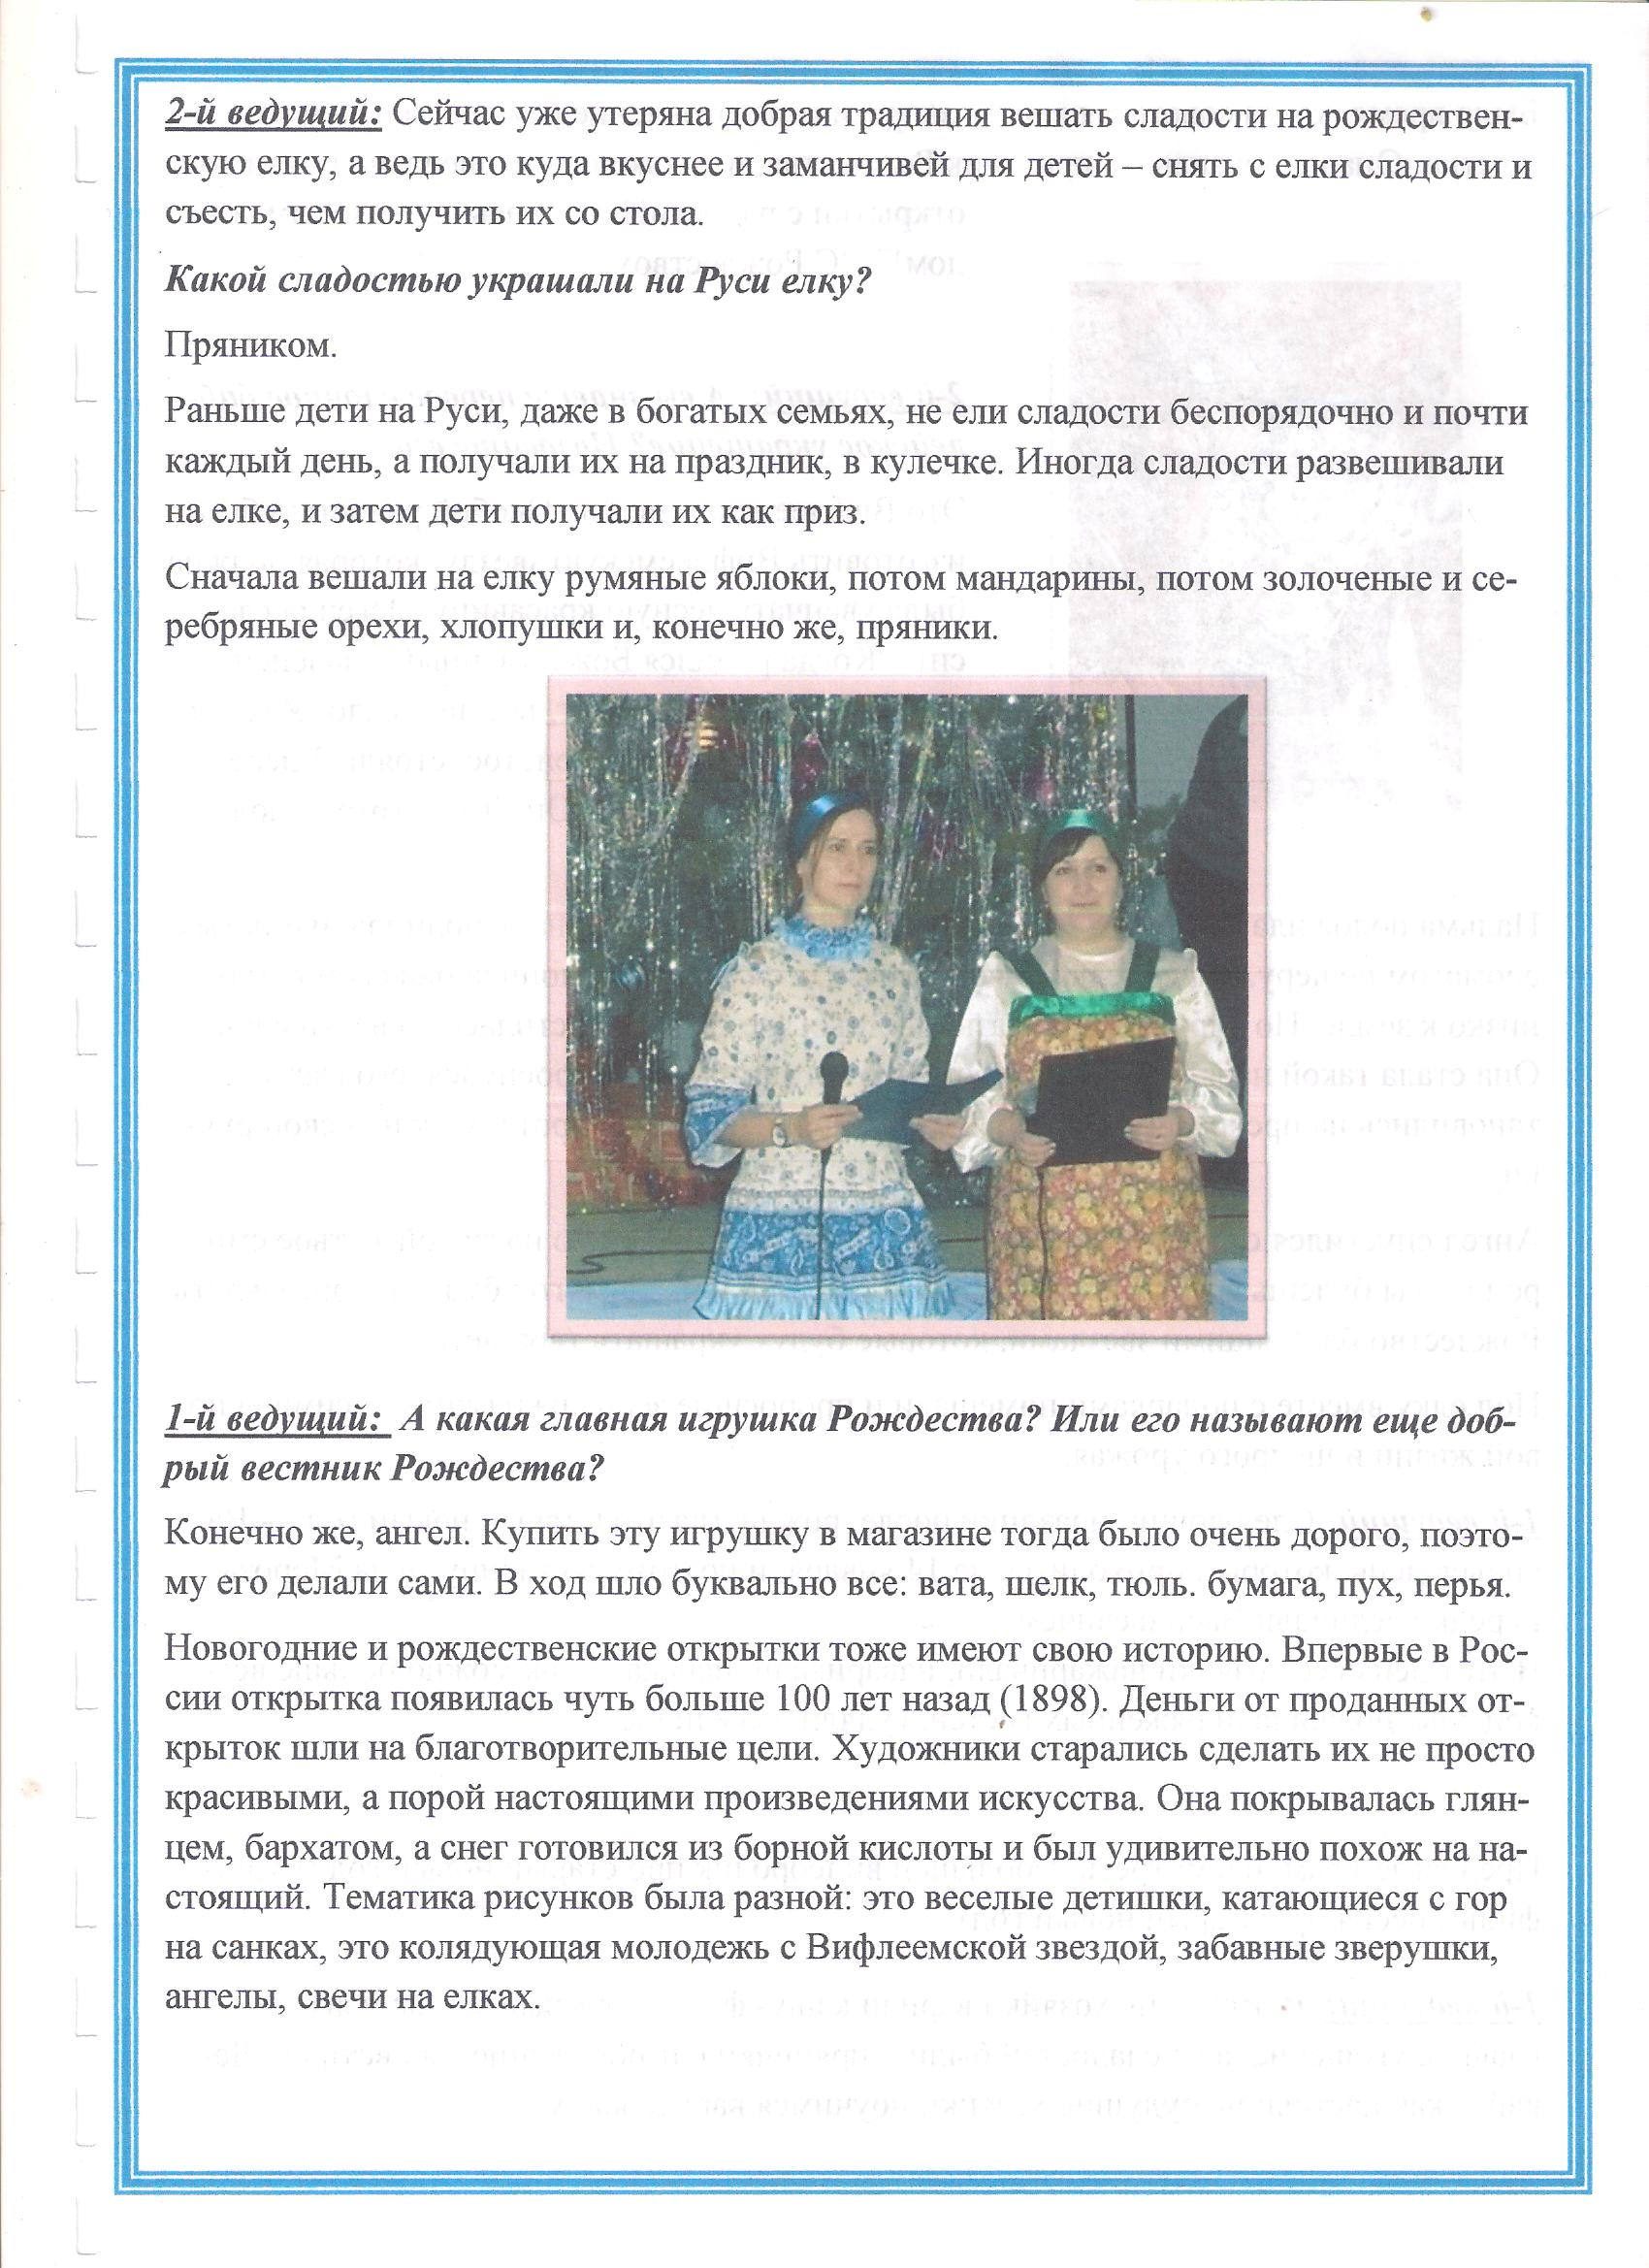 2-й ведущий: Сейчас уже утеряна добрая традиция вешать сладости на рождествен-
скую елку, а ведь это куда вкуснее и заманчивей для детей – снять с елки сладости и
съесть, чем получить их со стола.
Какой сладостью украшали на Руси елку?
Пряником.
Раньше дети на Руси, даже в богатых семьях, не ели сладости беспорядочно и почти
каждый день, а получали их на праздник, в кулечке. Иногда сладости развешивали
на елке, и затем дети получали их как приз.
Сначала вешали на елку румяные яблоки, потом мандарины, потом золоченые и се-
ребряные орехи, хлопушки и, конечно же, пряники.
1-й ведущий: А какая главная игрушка Рождества? Или его называют еще доб-
рый вестник Рождества?
Конечно же, ангел. Купить эту игрушку в магазине тогда было очень дорого, поэто-
му его делали сами. В ход шло буквально все: вата, шелк, тюль. бумага, пух, перья.
Новогодние и рождественские открытки тоже имеют свою историю. Впервые в Рос-
сии открытка появилась чуть больше 100 лет назад (1898). Деньги от проданных от-
крыток шли на благотворительные цели. Художники старались сделать их не просто
красивыми, а порой настоящими произведениями искусства. Она покрывалась глян-
цем, бархатом, а снег готовился из борной кислоты и был удивительно похож на на-
стоящий. Тематика рисунков была разной: это веселые детишки, катающиеся с гор
на санках, это колядующая молодежь с Вифлеемской звездой, забавные зверушки,
ангелы, свечи на елках.